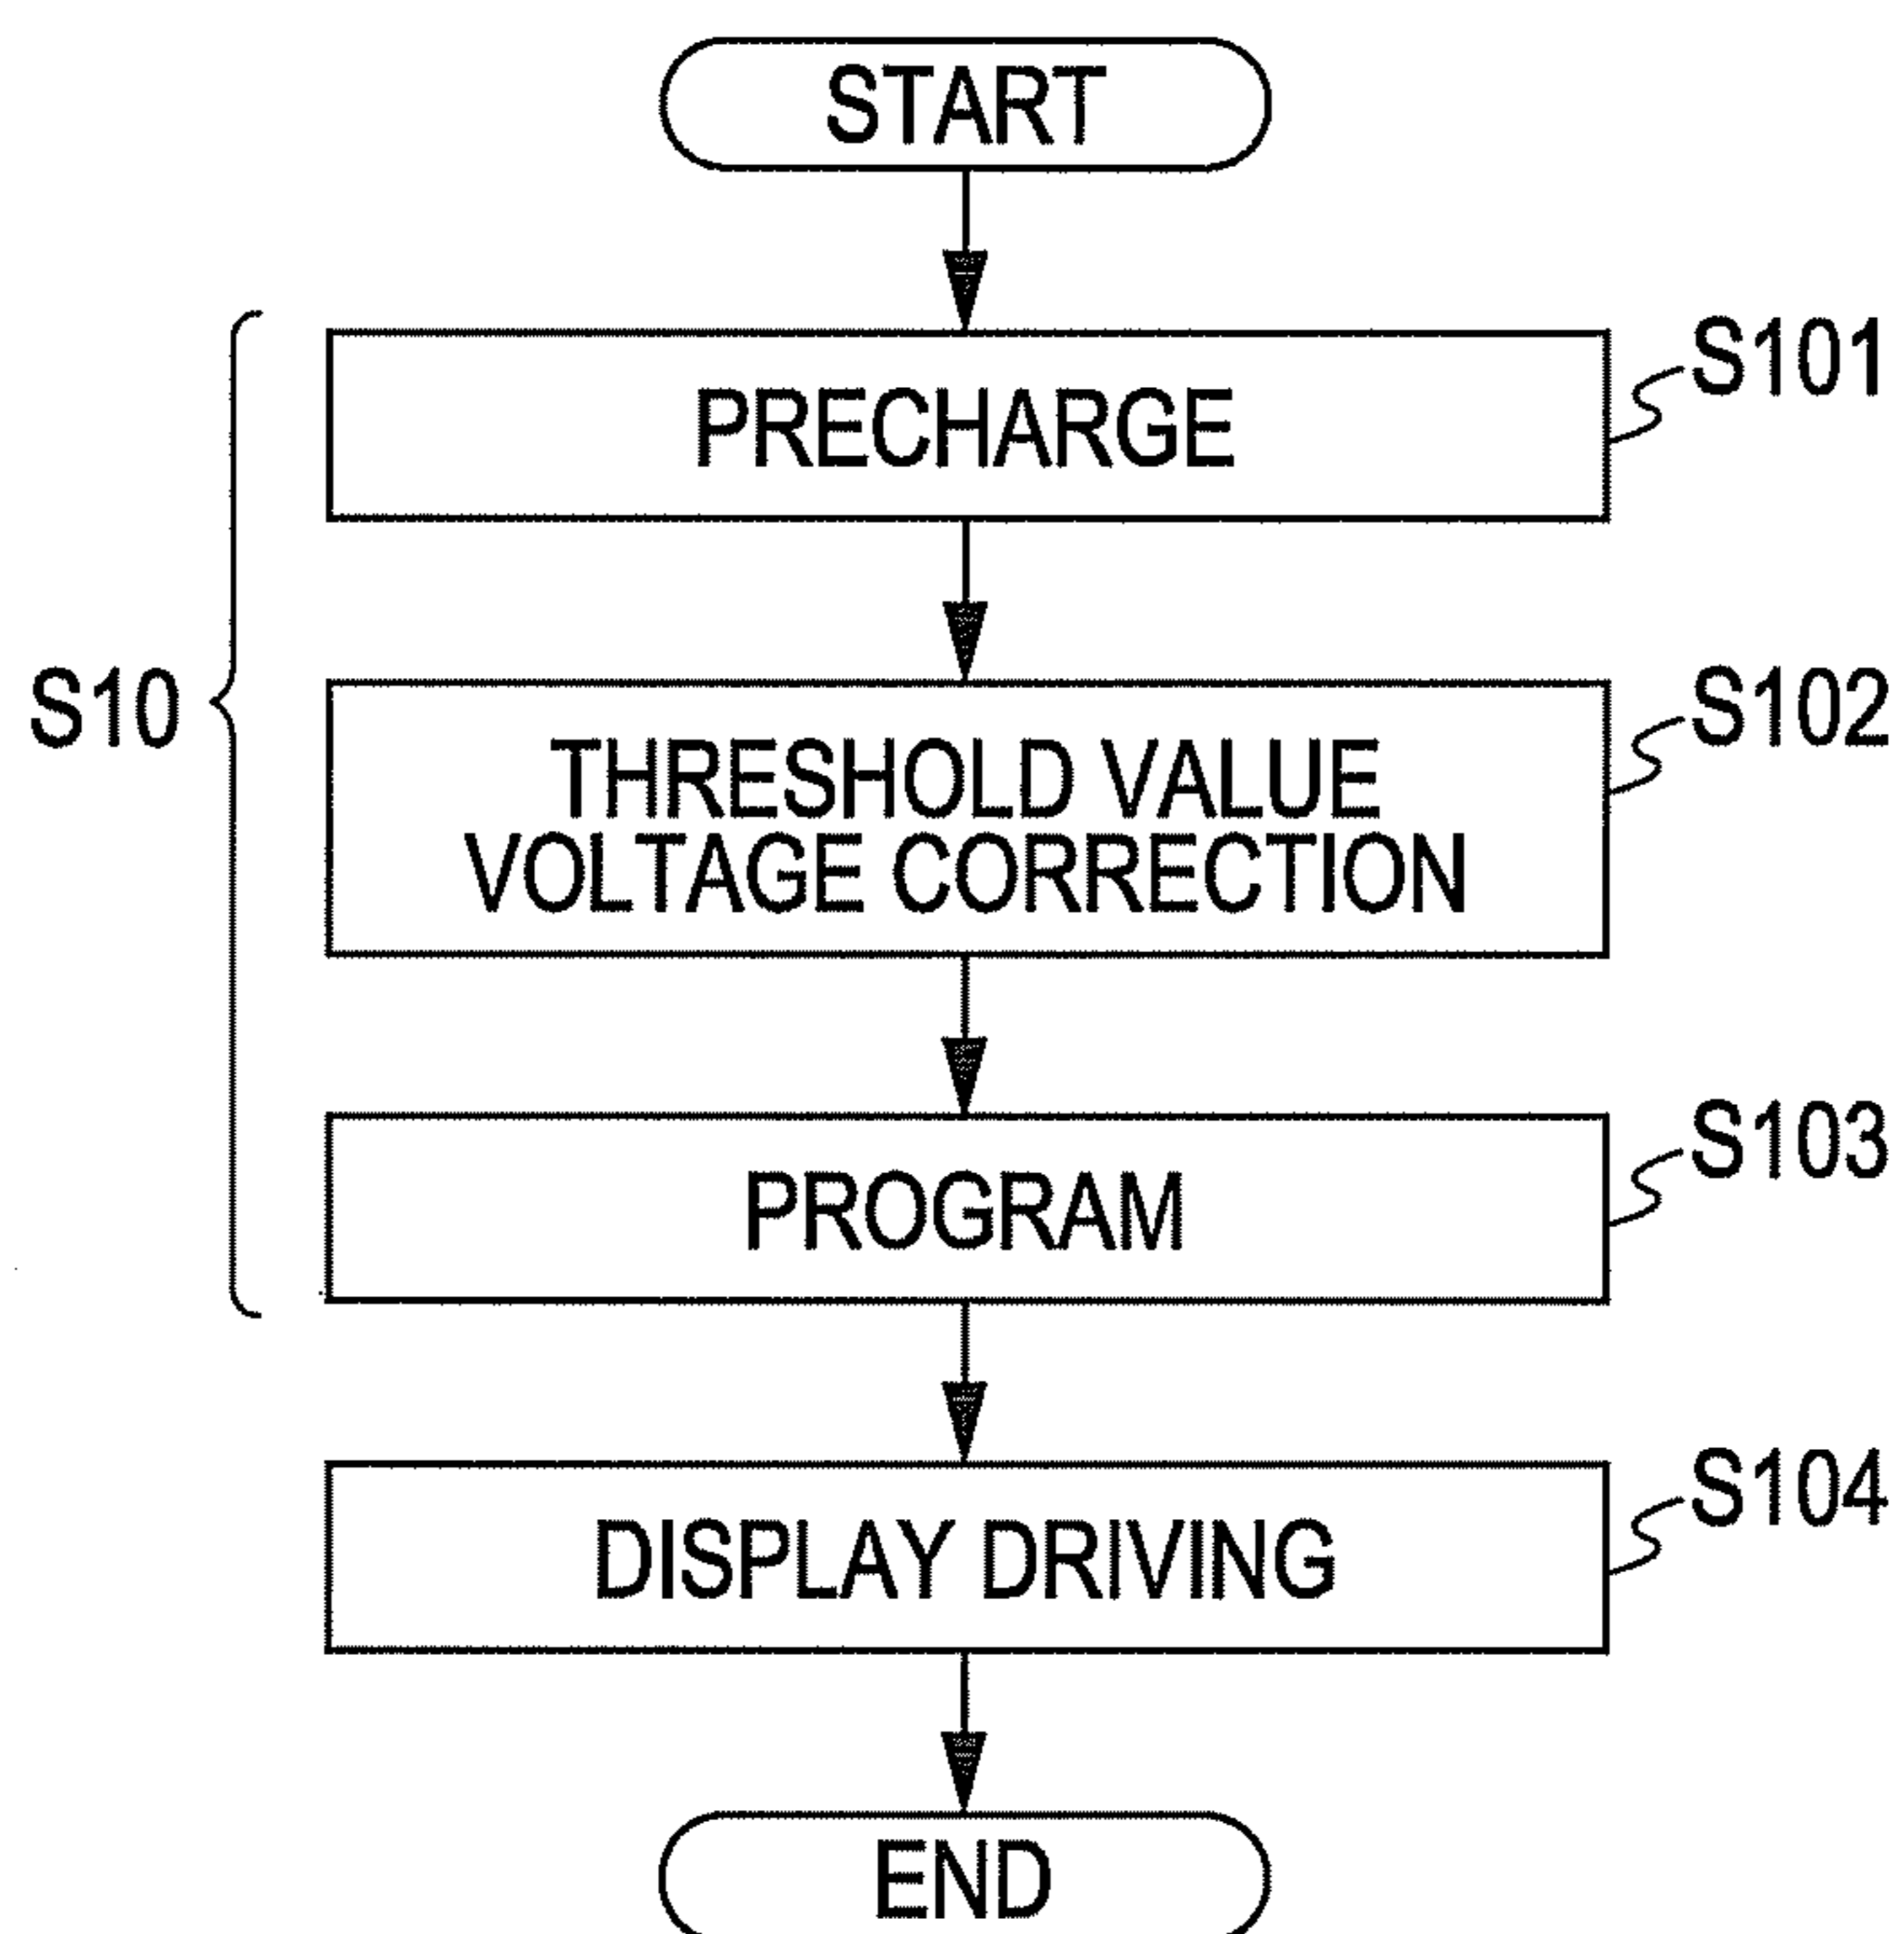 START
PRECHARGE
S101
S10
THRESHOLD VALUE
VOLTAGE CORRECTION
S102
PROGRAM
S103
DISPLAY DRIVING
S104
END